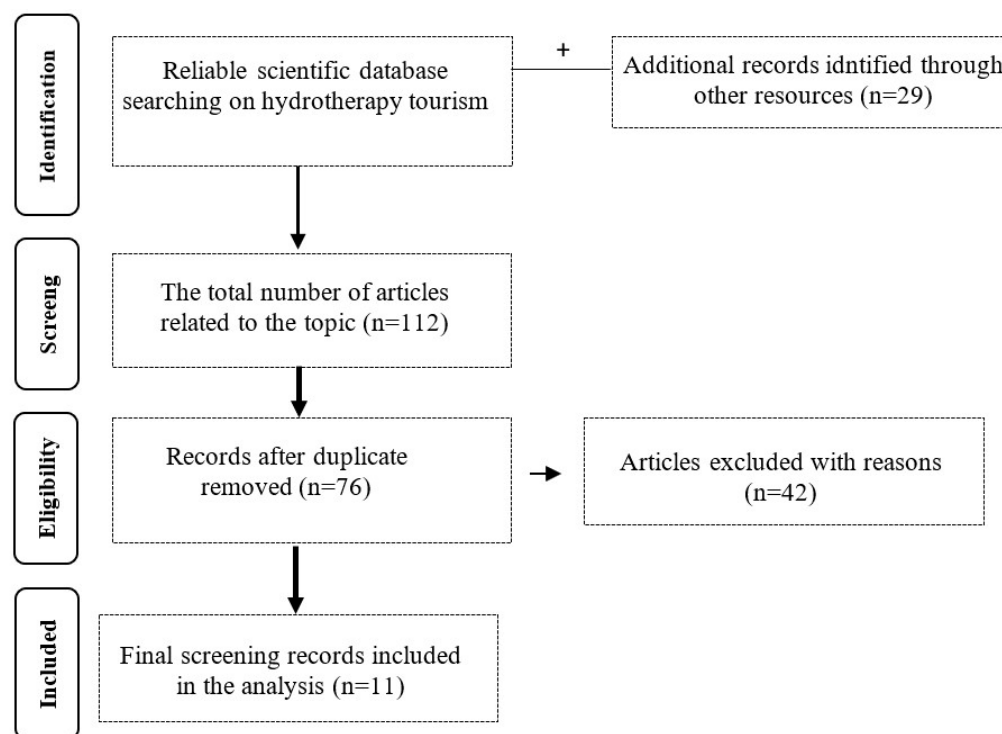 Identification
Reliable scientific database
searching on hydrotherapy tourism
+
Additional records idntified through
other resources (n=29)
Screeng
The total number of articles
related to the topic (n=112)
Eligibility
Records after duplicate
removed (n=76)
Articles excluded with reasons
(n=42)
Included
Final screening records included
in the analysis (n=11)